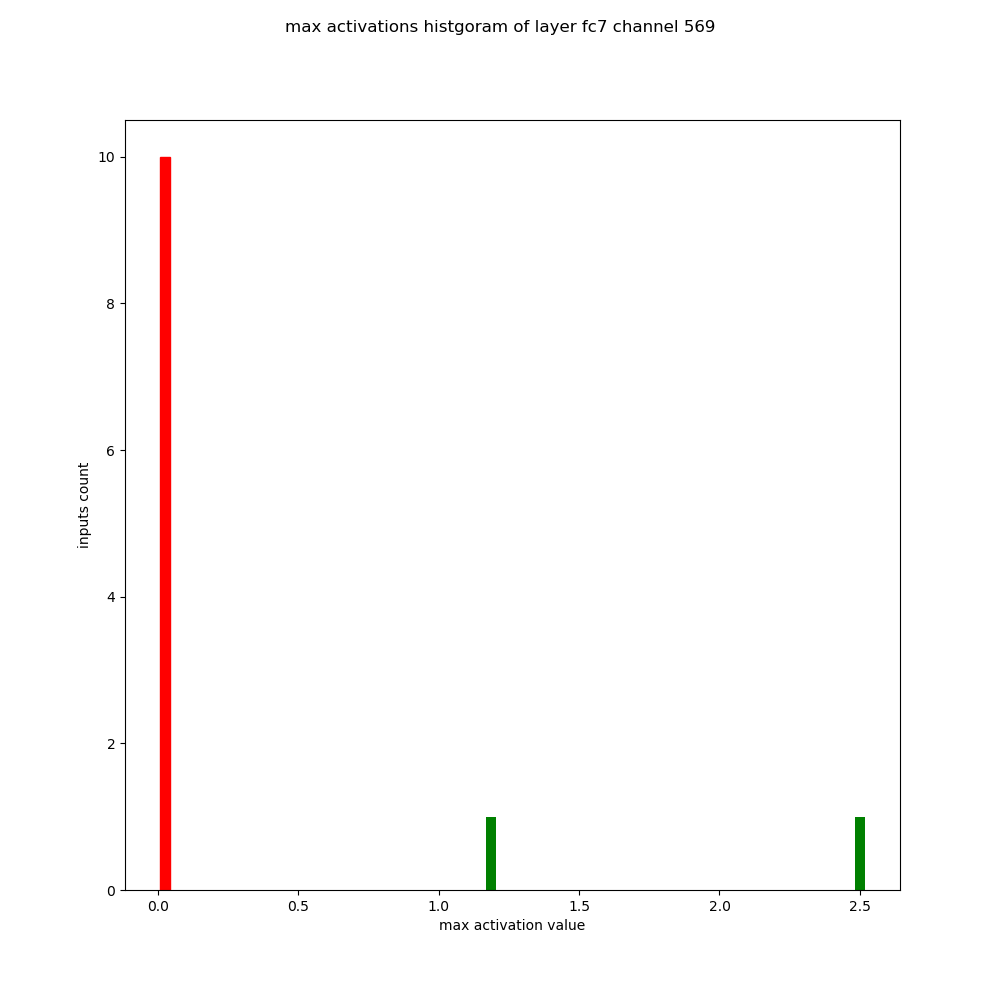 max activations histgoram of layer fc7 channel 569
10
8
6
4
2
0
inputs count
0.0 0.5 1.0 1.5 2.0 2.5
max activation value